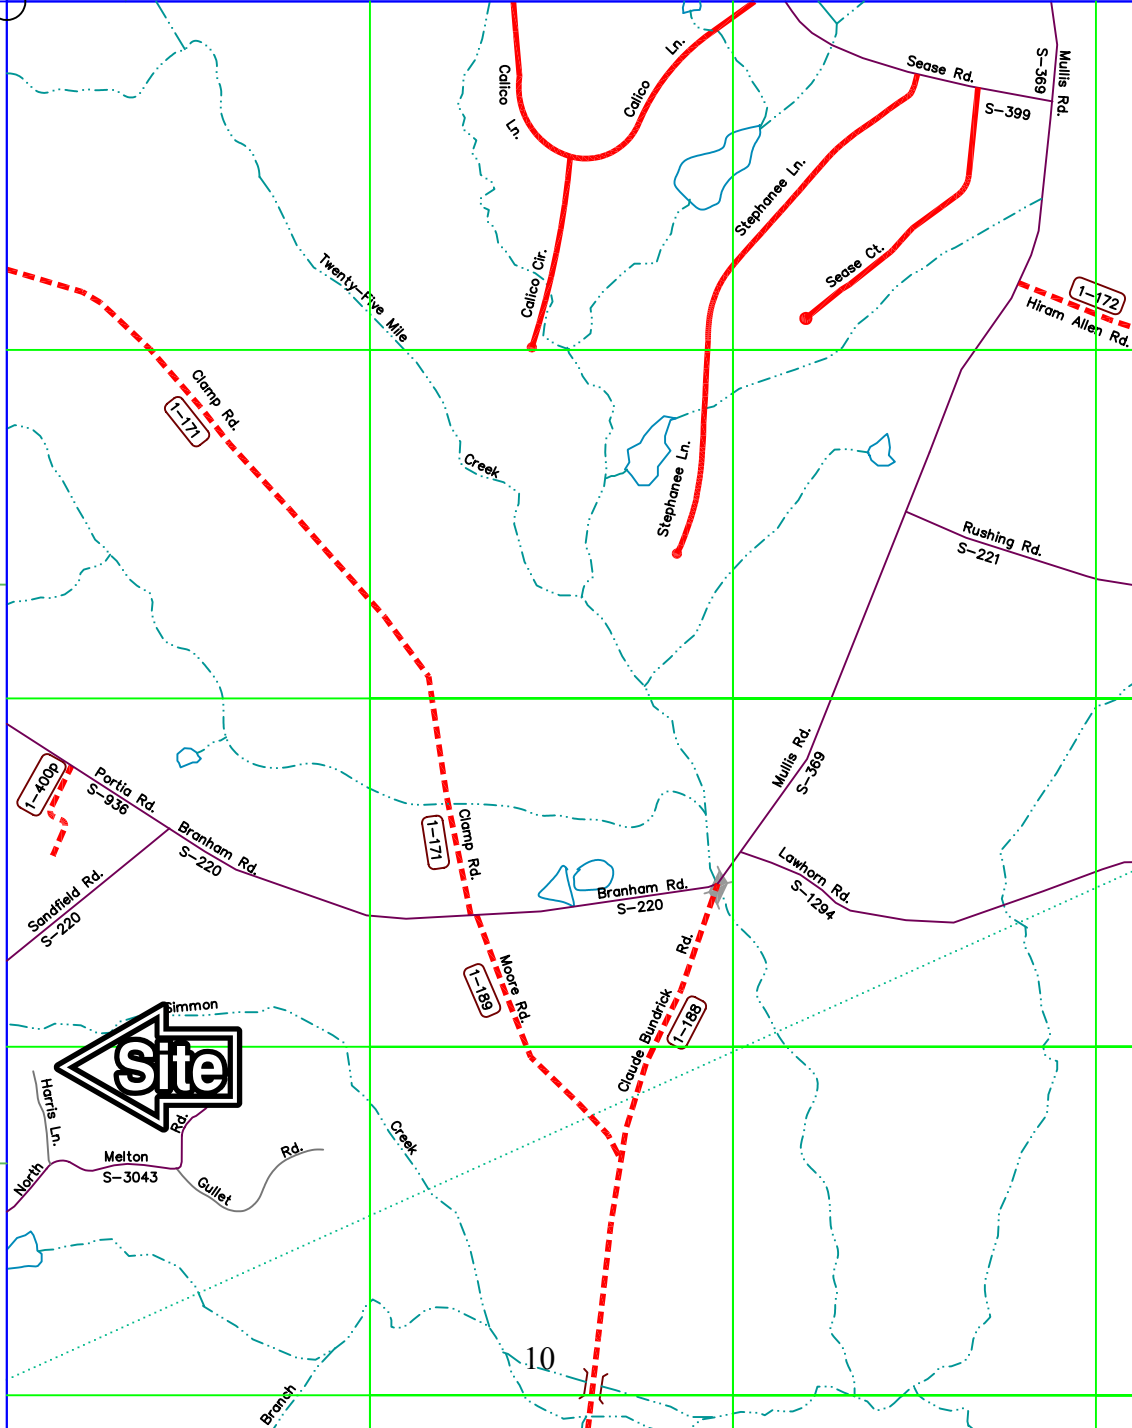 Calico
Ln.
Calico
Ln.
Sease Rd.
S-399
S-369
Mullis Rd.
Stephanee Ln.
Sease Ct.
Calico Cir.
1-172
Hiram Allen Rd.
Twenty-Five Mile
Creek
Clamp Rd.
1-171
Stephanee Ln.
Rushing Rd.
S-221
Mullis Rd.
S-369
1-400p
Portia Rd.
S-936
Branham Rd.
S-220
Sandfield Rd.
S-220
1-171
Clamp Rd.
Branham Rd.
S-220
Lawhorn Rd.
S-1294
Moore Rd.
1-189
Claude Bundrick
Rd.
1-188
Simmon
Creek
Site
Harris Ln.
Rd.
North
Melton
S-3043
Gullet
Rd.
10
Branch